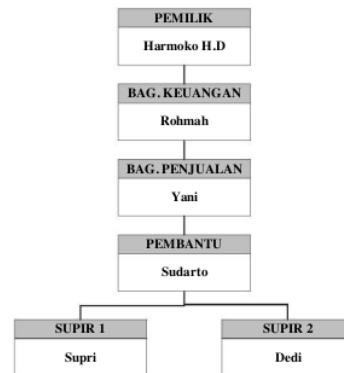 PEMILIK
Harmoko H.D
BAG. KEUANGAN
Rohmah
BAG. PENJUALAN
Yani
PEMBANTU
Sudarto
SUPIR 1
Supri
SUPIR 2
Dedi